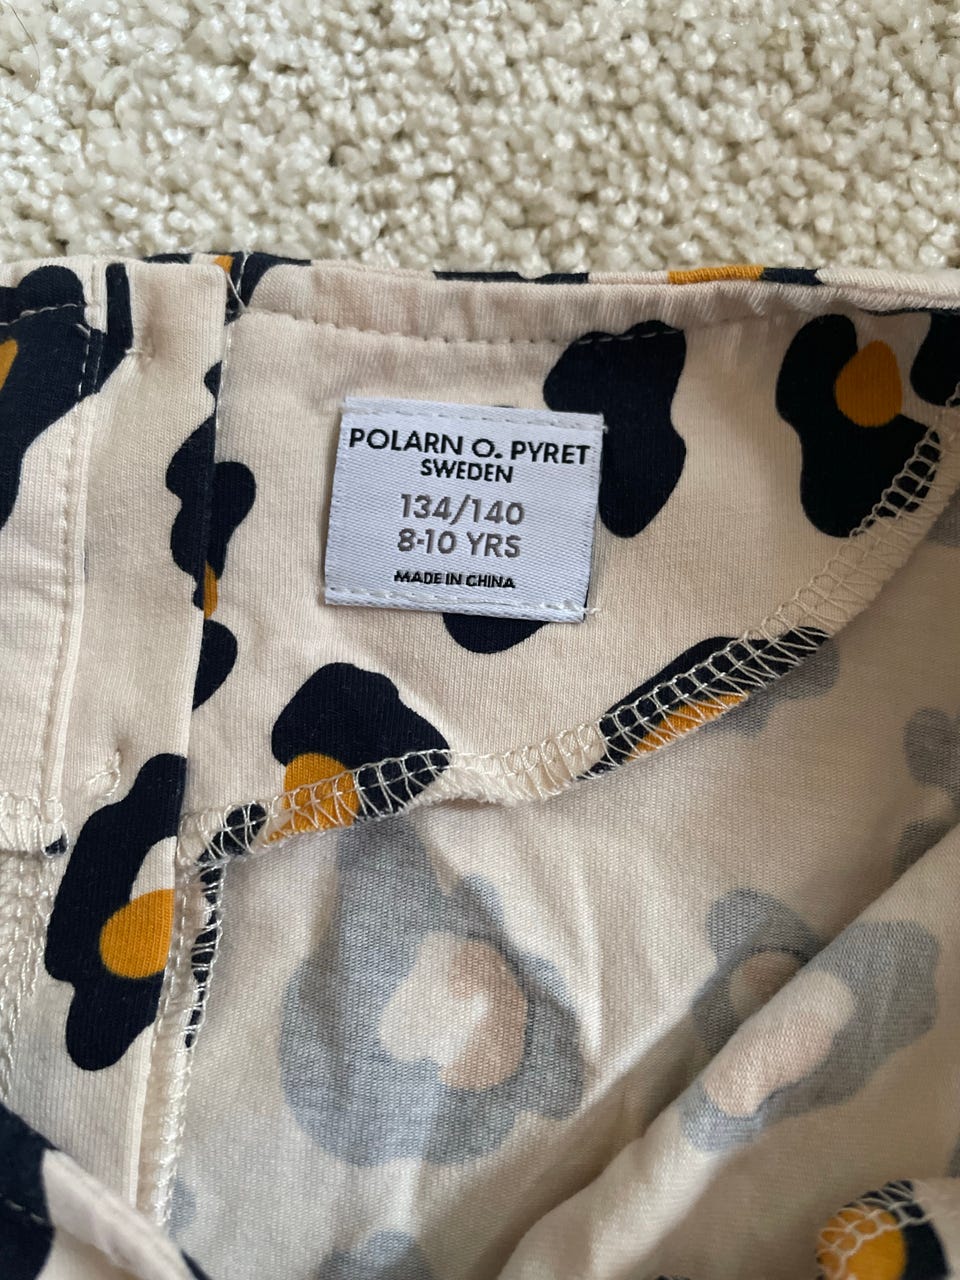 POLARN O. PYRET
SWEDEN
134/140
8-10 YRS
MADE IN CHINA